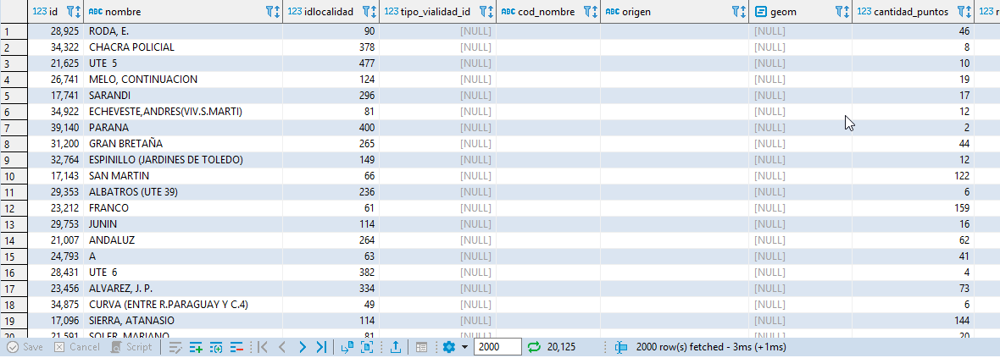 123 id ABC nombre 123 idlocalidad 123 tipo_vialidad_id ABC cod_nombre ABC origen geom 123 cantidad_puntos 123 r
1 28,925 RODA, E. 90 [NULL] [NULL] 46
2 34,322 CHACRA POLICIAL 378 [NULL] [NULL] 8
3 21,625 UTE  5 477 [NULL] [NULL] 10
4 26,741 MELO, CONTINUACION 124 [NULL] [NULL] 19
5 17,741 SARANDI 296 [NULL] [NULL] 17
6 34,922 ECHEVESTE,ANDRES(VIV.S.MARTI) 81 [NULL] [NULL] 12
7 39,140 PARANA 400 [NULL] [NULL] 2
8 31,200 GRAN BRETAÑA 265 [NULL] [NULL] 44
9 32,764 ESPINILLO (JARDINES DE TOLEDO) 149 [NULL] [NULL] 12
10 17,143 SAN MARTIN 66 [NULL] [NULL] 122
11 29,353 ALBATROS (UTE 39) 236 [NULL] [NULL] 6
12 23,212 FRANCO 61 [NULL] [NULL] 159
13 29,753 JUNIN 114 [NULL] [NULL] 16
14 21,007 ANDALUZ 264 [NULL] [NULL] 62
15 24,793 A 63 [NULL] [NULL] 41
16 28,431 UTE  6 382 [NULL] [NULL] 4
17 23,456 ALVAREZ, J. P. 334 [NULL] [NULL] 73
18 34,875 CURVA (ENTRE R.PARAGUAY Y C.4) 49 [NULL] [NULL] 6
19 17,096 SIERRA, ATANASIO 114 [NULL] [NULL] 144
20 21,591 SOLER, MARIANO 81 [NULL] [NULL] 20
Save Cancel Script 2000 20,125 2000 row(s) fetched - 3ms (+1ms)